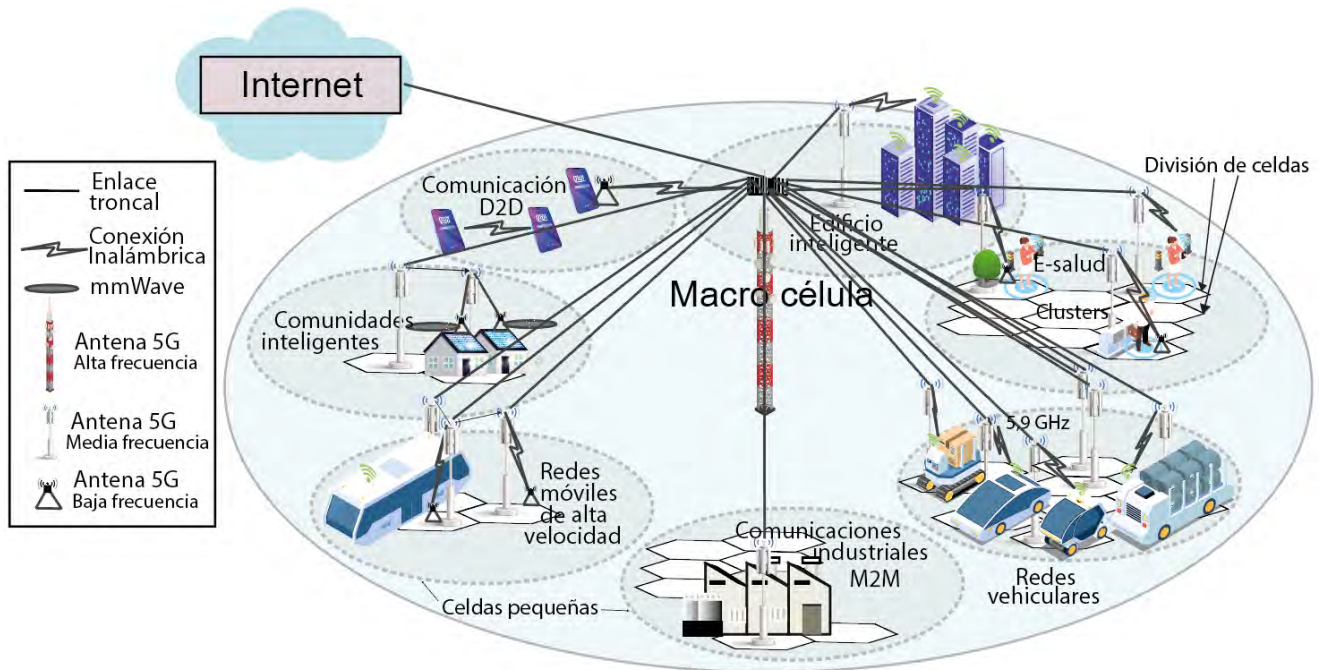 Internet
Enlace
troncal
Conexión
Inalámbrica
mmWave
Antena 5G
Alta frecuencia
Antena 5G
Media frecuencia
Antena 5G
Baja frecuencia
Comunicación
D2D
Edificio
inteligente
División de celdas
E-salud
Clusters
Macro célula
Comunidades
inteligentes
5,9 GHz
Redes
móviles
de alta
velocidad
Comunicaciones
industriales
M2M
Redes
vehiculares
Celdas pequeñas